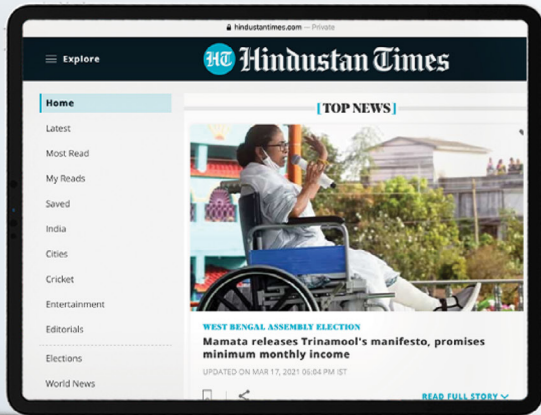 hindustantimes.com — Private
Explore
HT Hindustan Times
Home
Latest
Most Read
My Reads
Saved
India
Cities
Cricket
Entertainment
Editorials
Elections
World News
[TOP NEWS]
WEST BENGAL ASSEMBLY ELECTION
Mamata releases Trinamool's manifesto, promises
minimum monthly income
UPDATED ON MAR 17, 2021 06:04 PM IST
READ FULL STORY